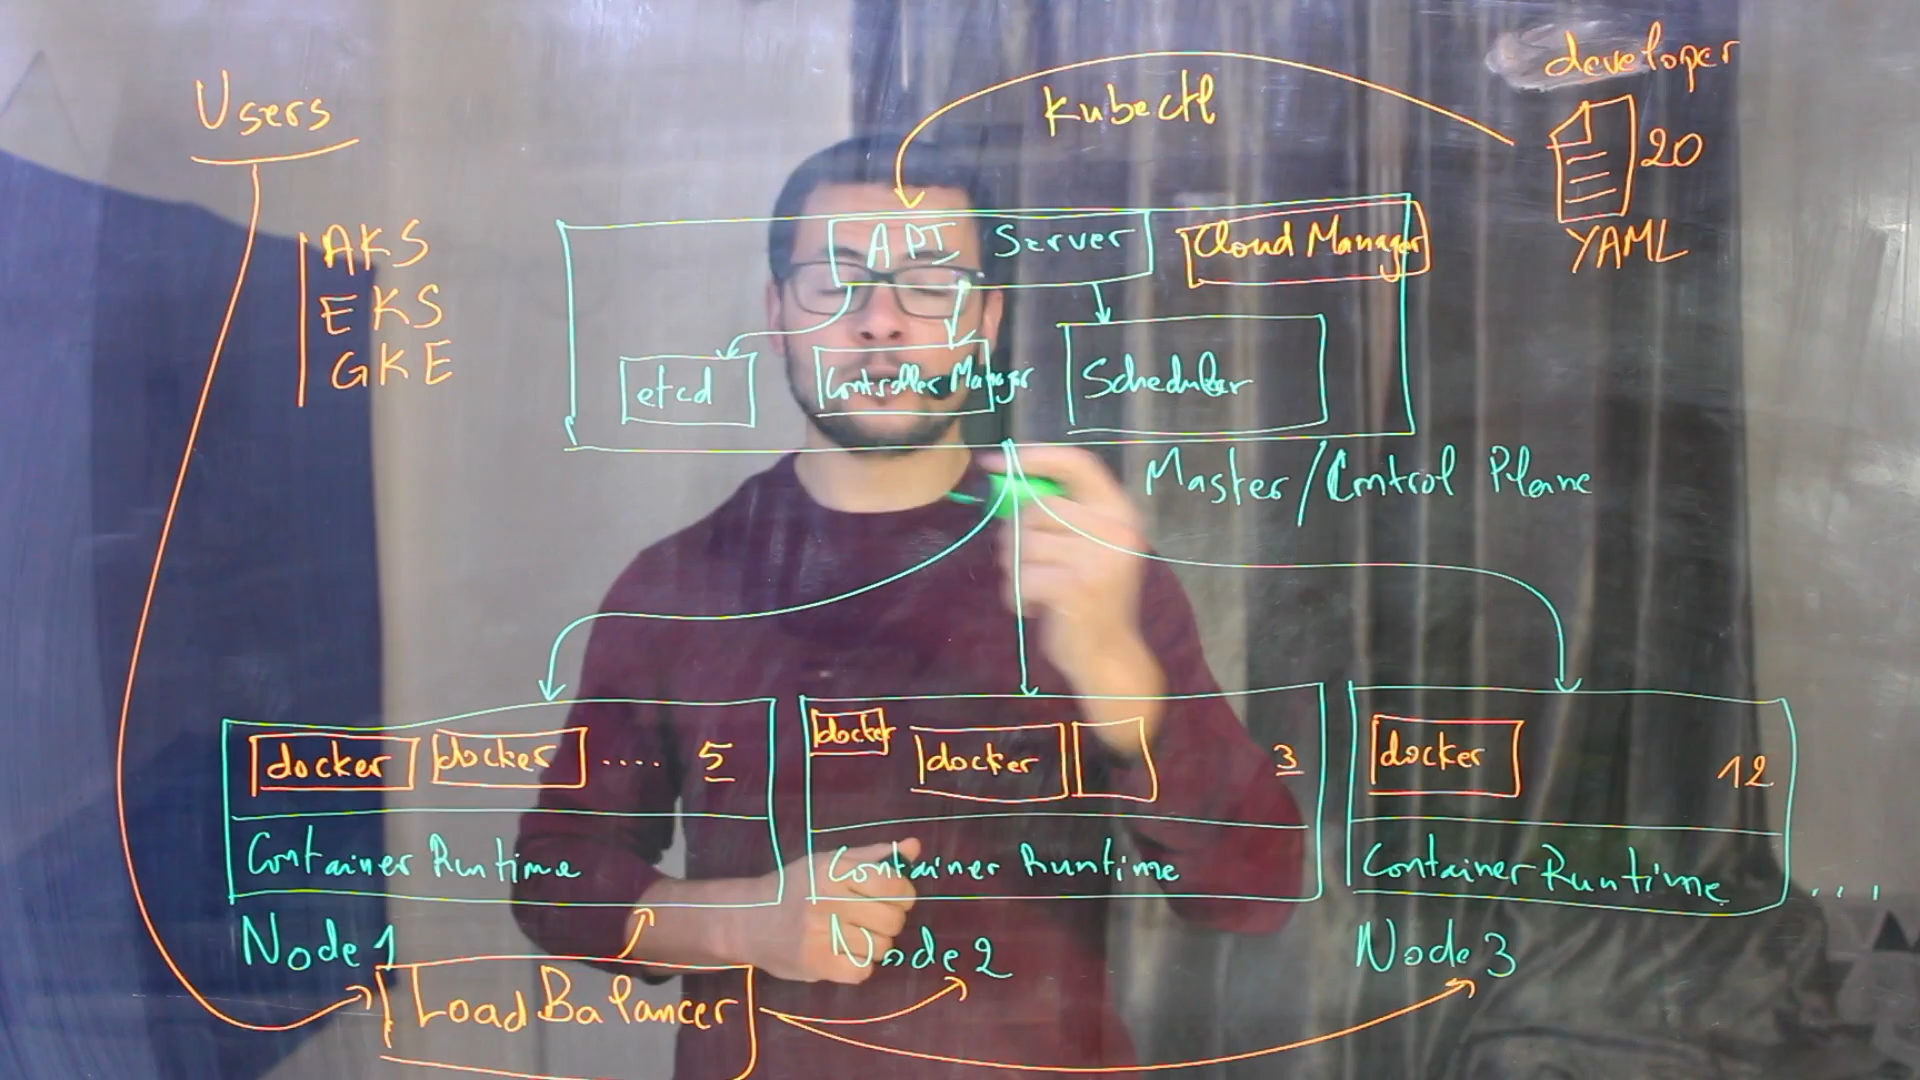 developer
Users
kubectl
20
YAML
API Server
Cloud Manager
AKS
EKS
GKE
etcd
Controller Manager
Scheduler
Master/Control Plane
docker
docker
.... 5
docker
docker
3
docker
12
Container Runtime
Container Runtime
Container Runtime
....
Node 1
Node 2
Node 3
Load Balancer